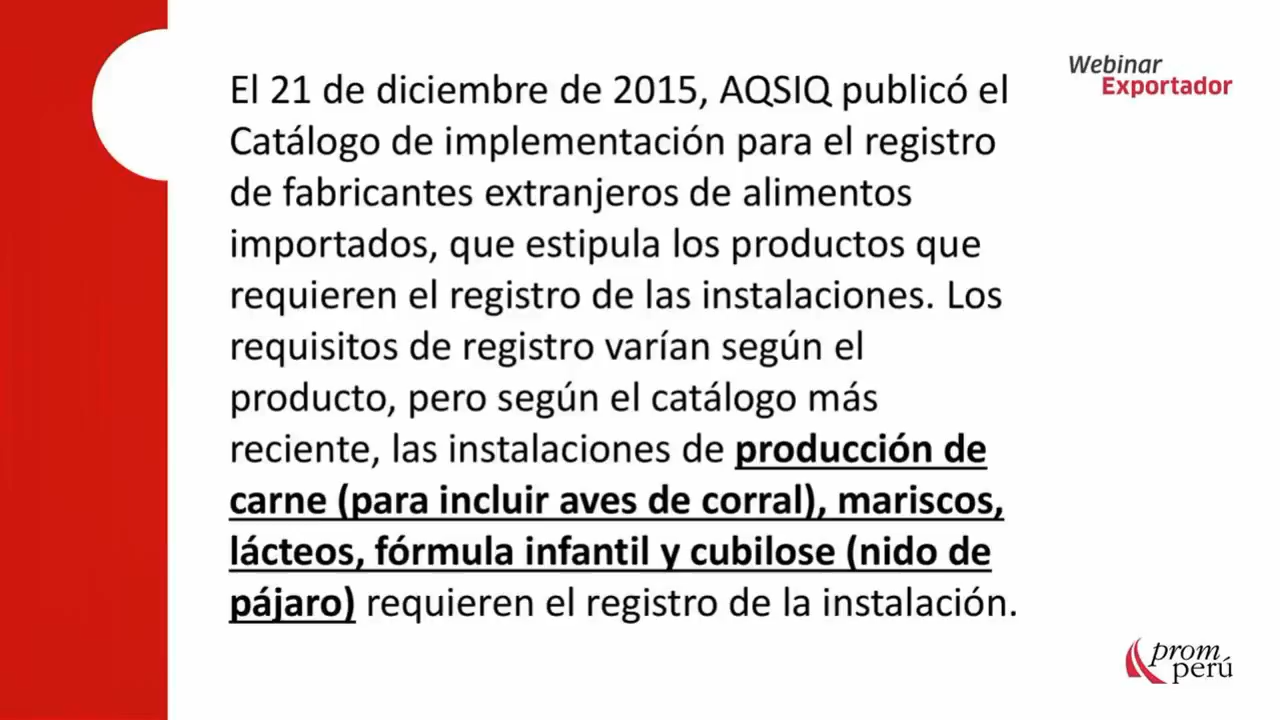 Webinar
Exportador
El 21 de diciembre de 2015, AQSIQ publicó el
Catálogo de implementación para el registro
de fabricantes extranjeros de alimentos
importados, que estipula los productos que
requieren el registro de las instalaciones. Los
requisitos de registro varían según el
producto, pero según el catálogo más
reciente, las instalaciones de producción de
carne (para incluir aves de corral), mariscos,
lácteos, fórmula infantil y cubilose (nido de
pájaro) requieren el registro de la instalación.
prom
perú